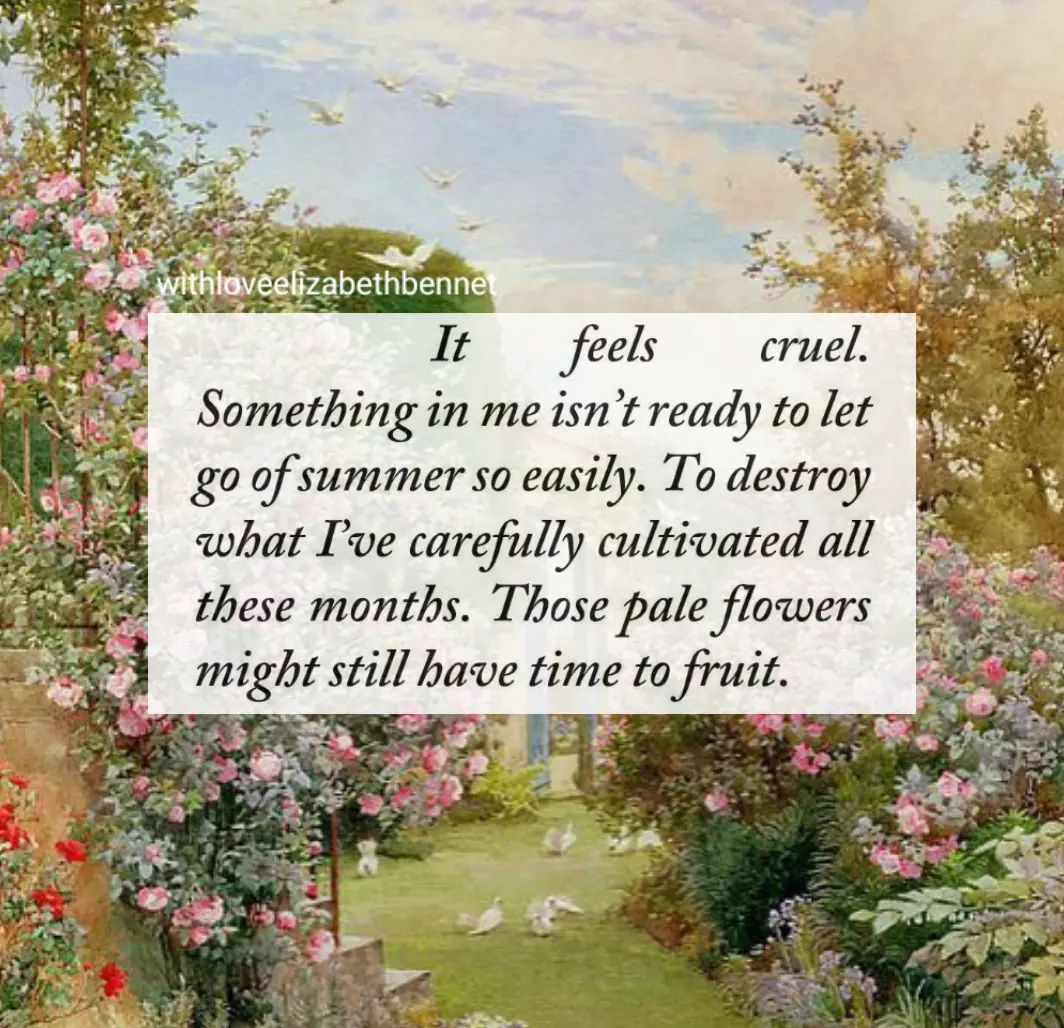 withloveelizabethbennet
It feels cruel.
Something in me isn’t ready to let
go of summer so easily. To destroy
what I’ve carefully cultivated all
these months. Those pale flowers
might still have time to fruit.